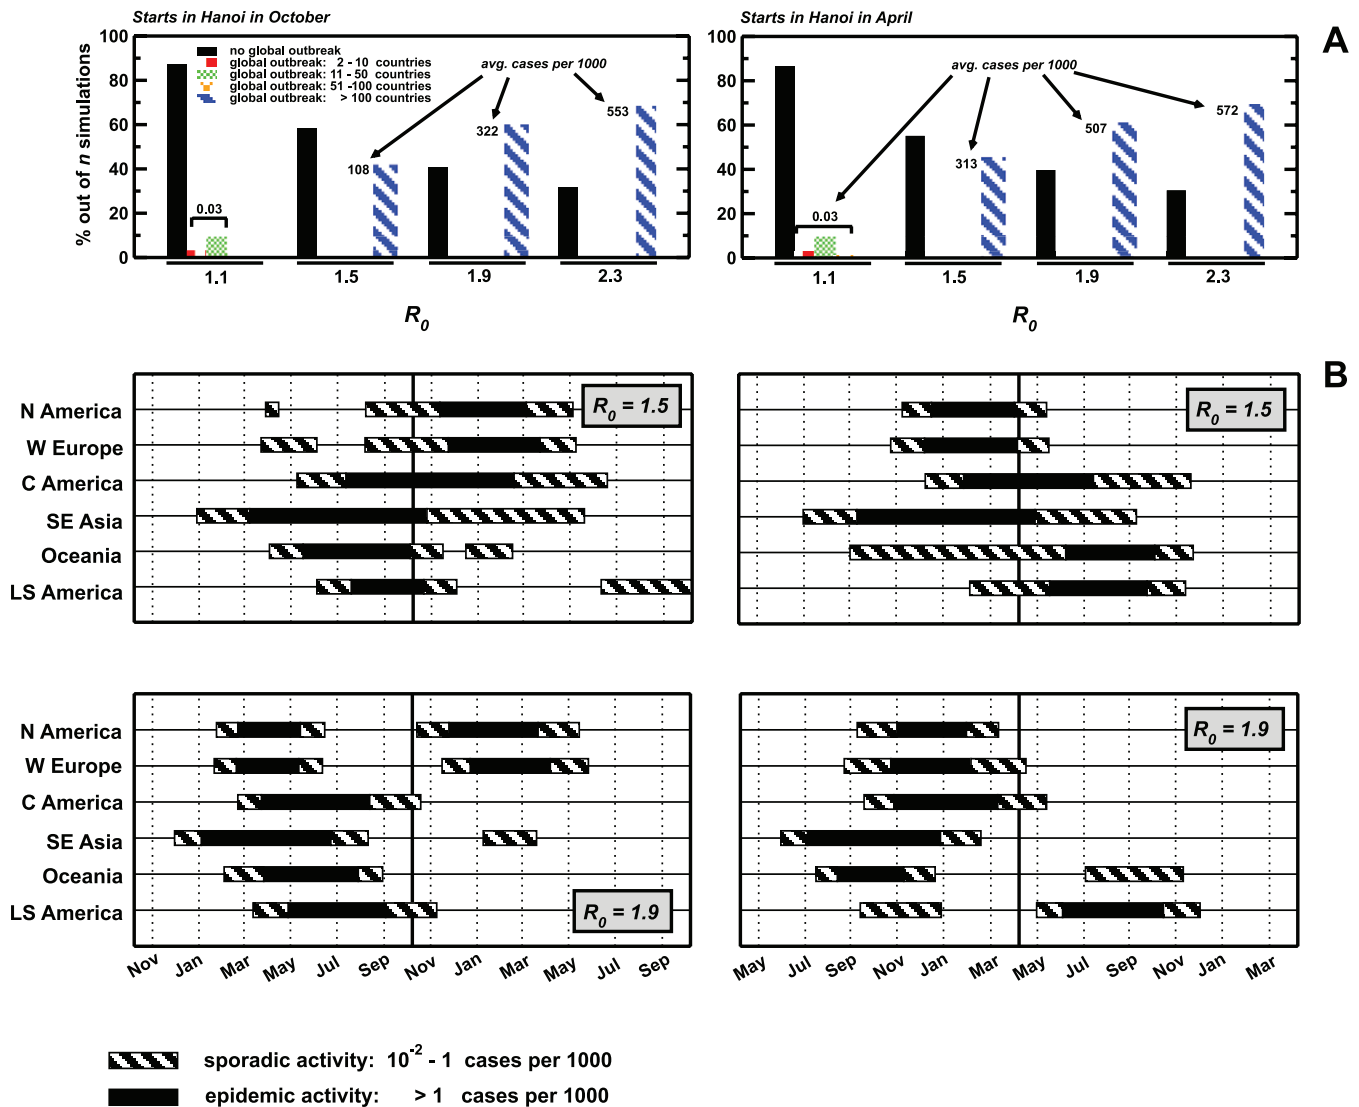 Starts in Hanoi in October
Starts in Hanoi in April
A
% out of n simulations
100
80
60
40
20
0
no global outbreak
global outbreak: 2 - 10 countries
global outbreak: 11 - 50 countries
global outbreak: 51 -100 countries
global outbreak: > 100 countries
avg. cases per 1000
0.03
108
322
553
1.1
1.5
1.9
2.3
R0
100
80
60
40
20
0
avg. cases per 1000
0.03
313
507
572
1.1
1.5
1.9
2.3
R0
B
N America
W Europe
C America
SE Asia
Oceania
LS America
R0 = 1.5
R0 = 1.5
N America
W Europe
C America
SE Asia
Oceania
LS America
R0 = 1.9
R0 = 1.9
Nov Jan Mar May Jul Sep Nov Jan Mar May Jul Sep
May Jul Sep Nov Jan Mar May Jul Sep Nov Jan Mar
sporadic activity: 10-2 - 1 cases per 1000
epidemic activity: > 1 cases per 1000